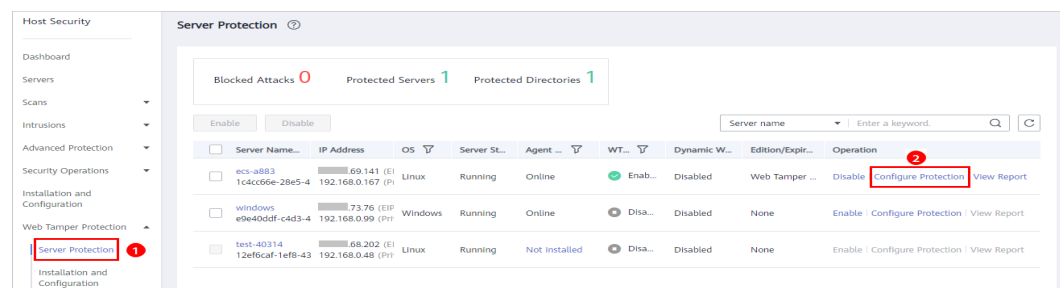 Host Security
Dashboard
Servers
Scans
Intrusions
Advanced Protection
Security Operations
Installation and
Configuration
Web Tamper Protection
Server Protection
1
Installation and
Configuration
Server Protection
Blocked Attacks 0 Protected Servers 1 Protected Directories 1
Enable Disable Server name Enter a keyword.
Server Name... IP Address OS Server St... Agent ... WT... Dynamic W... Edition/Expir... Operation
2
ecs-a883 .69.141 (EI Linux Running Online Enab... Disabled Web Tamper ... Disable Configure Protection View Report
1c4cc66e-28e5-4 192.168.0.167 (Pi
windows .73.76 (EIP Windows Running Online Disa... Disabled None Enable Configure Protection View Report
e9e40ddf-c4d3-4 192.168.0.99 (Pri
test-40314 .68.202 (EI Linux Running Not installed Disa... Disabled None Enable Configure Protection View Report
12ef6caf-1ef8-43 192.168.0.48 (Pri